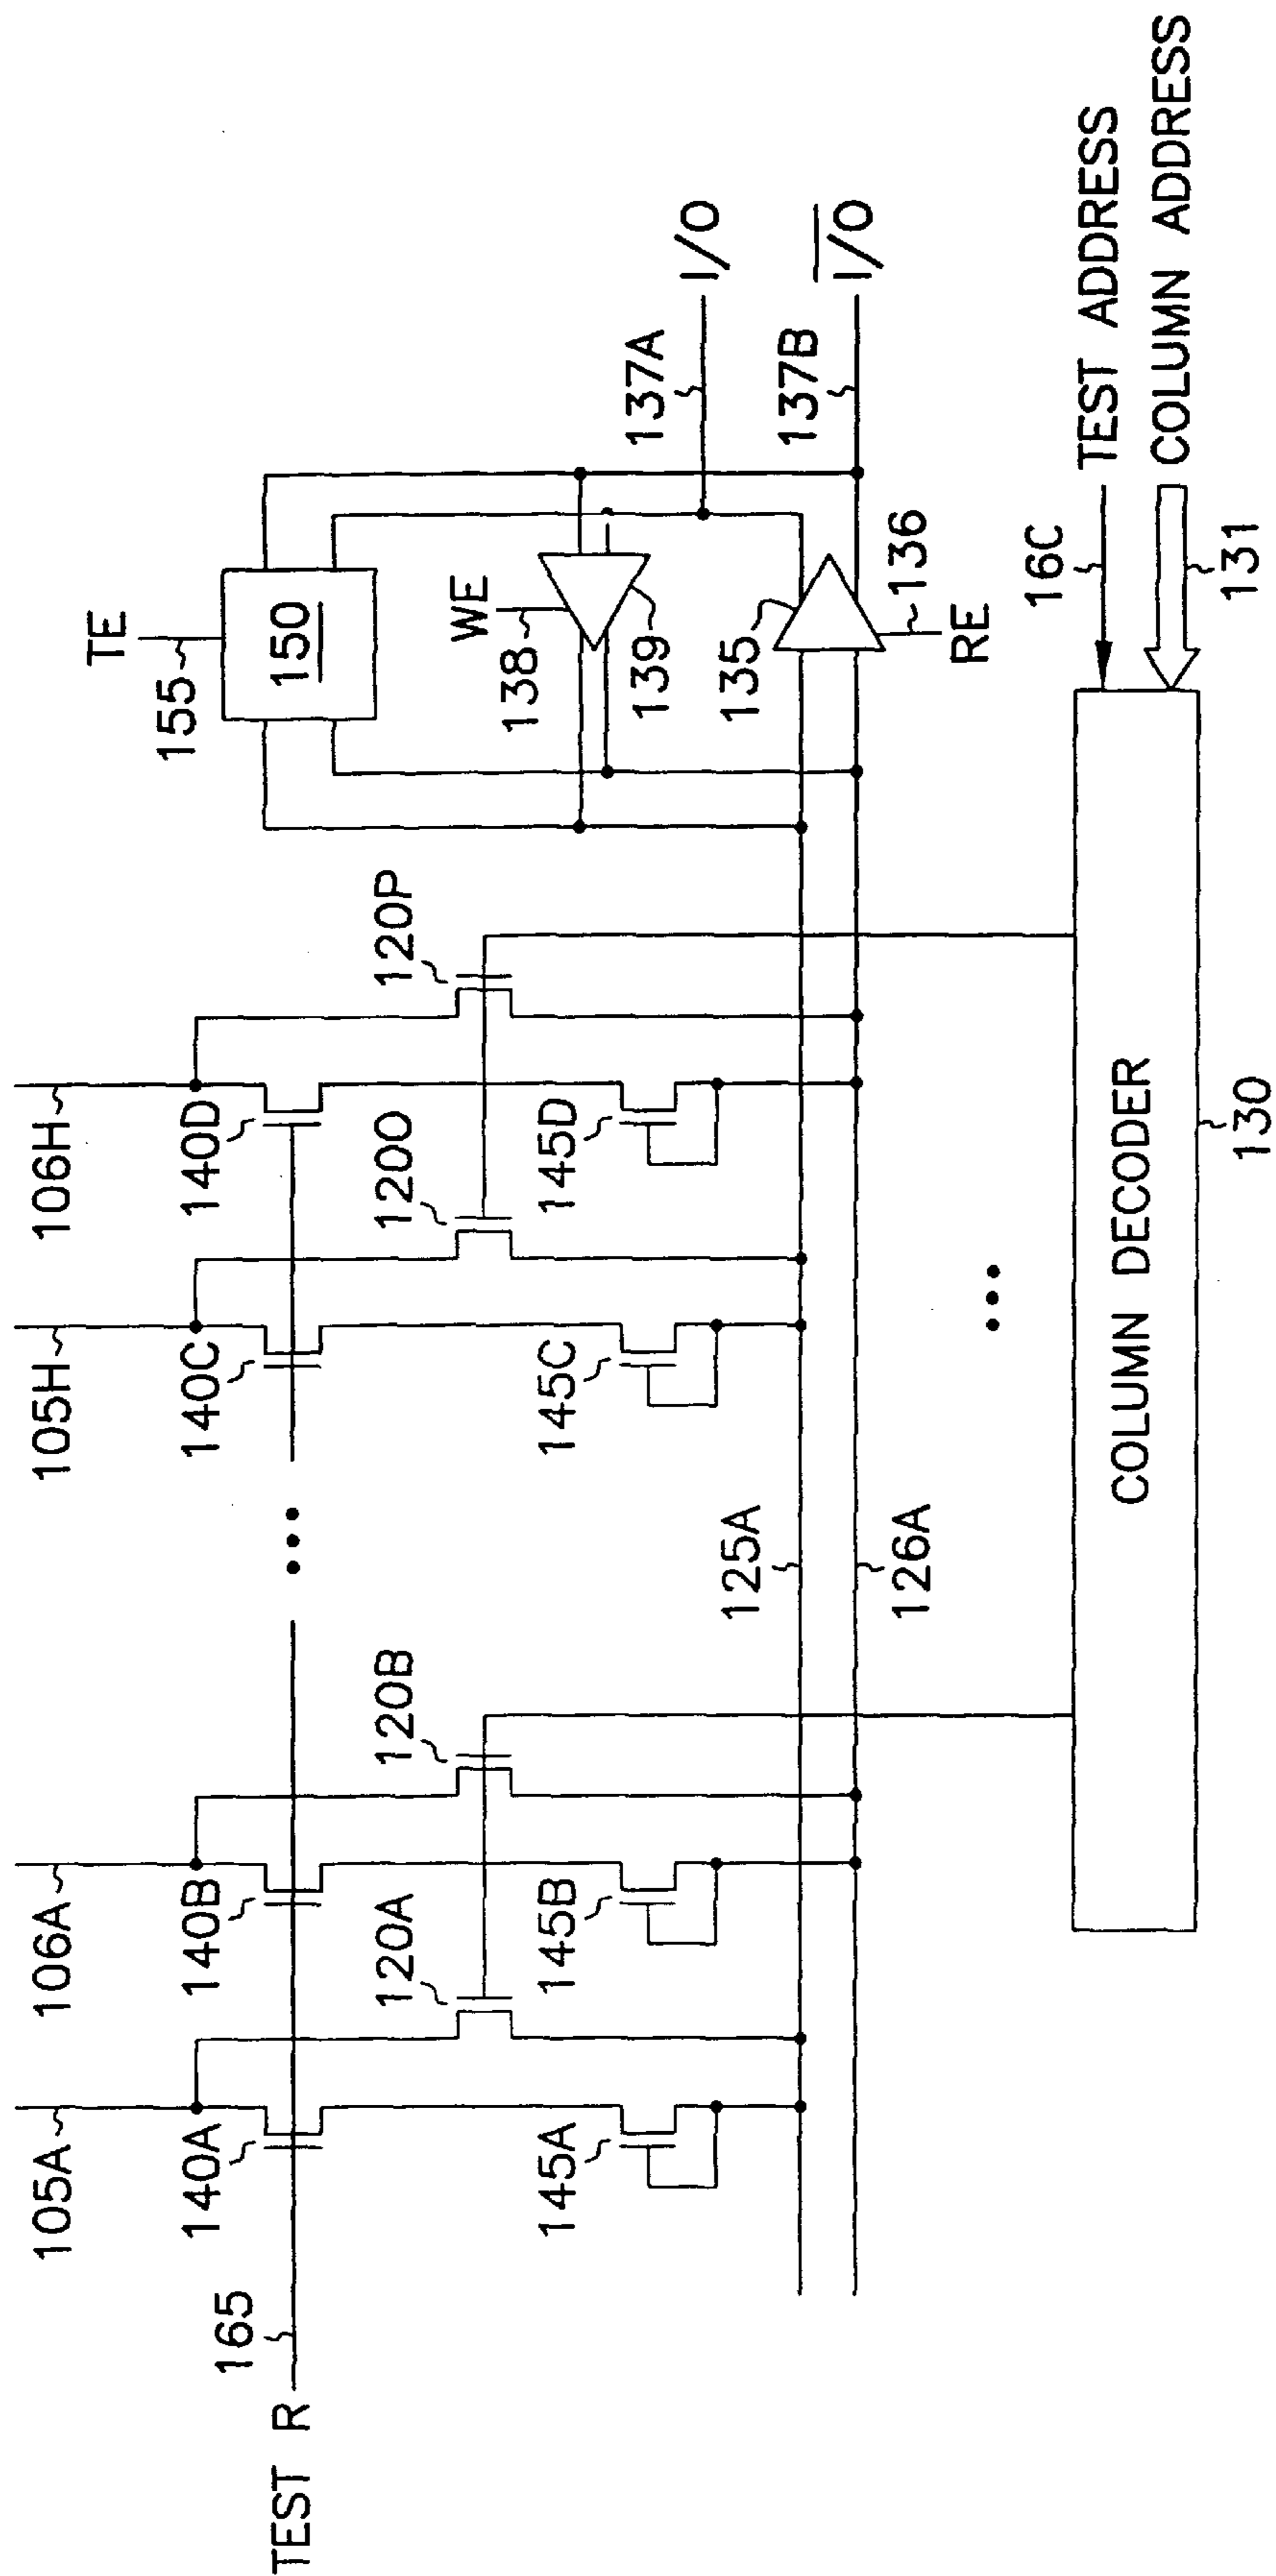 105A
106A
105H
106H
TE
155
150
140A
140B
140C
140D
165
TEST R
120A
120B
120O
120P
WE
138
139
145A
145B
145C
145D
137A
I/O
125A
135
126A
137B
I/O
136
RE
16C
TEST ADDRESS
COLUMN DECODER
131
COLUMN ADDRESS
130